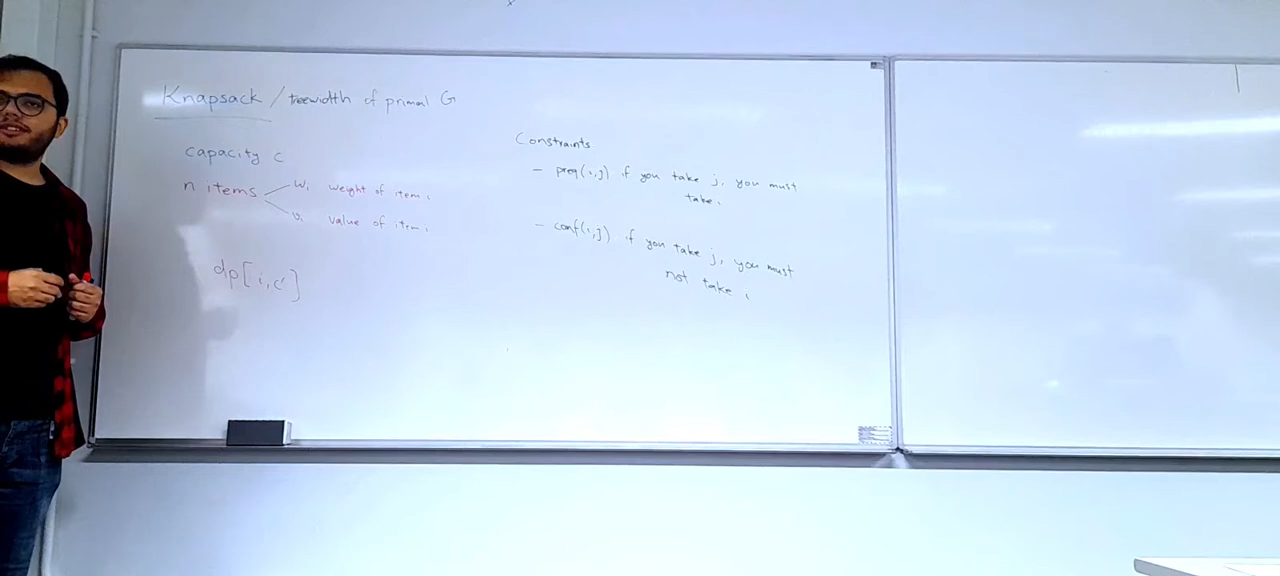 Knapsack / treewidth of primal G
capacity c
n items
wi weight of item i
vi value of item i
dp[i,c']
Constraints
- preq(i,j) if you take j, you must
take i
- conf(i,j) if you take j, you must
not take i